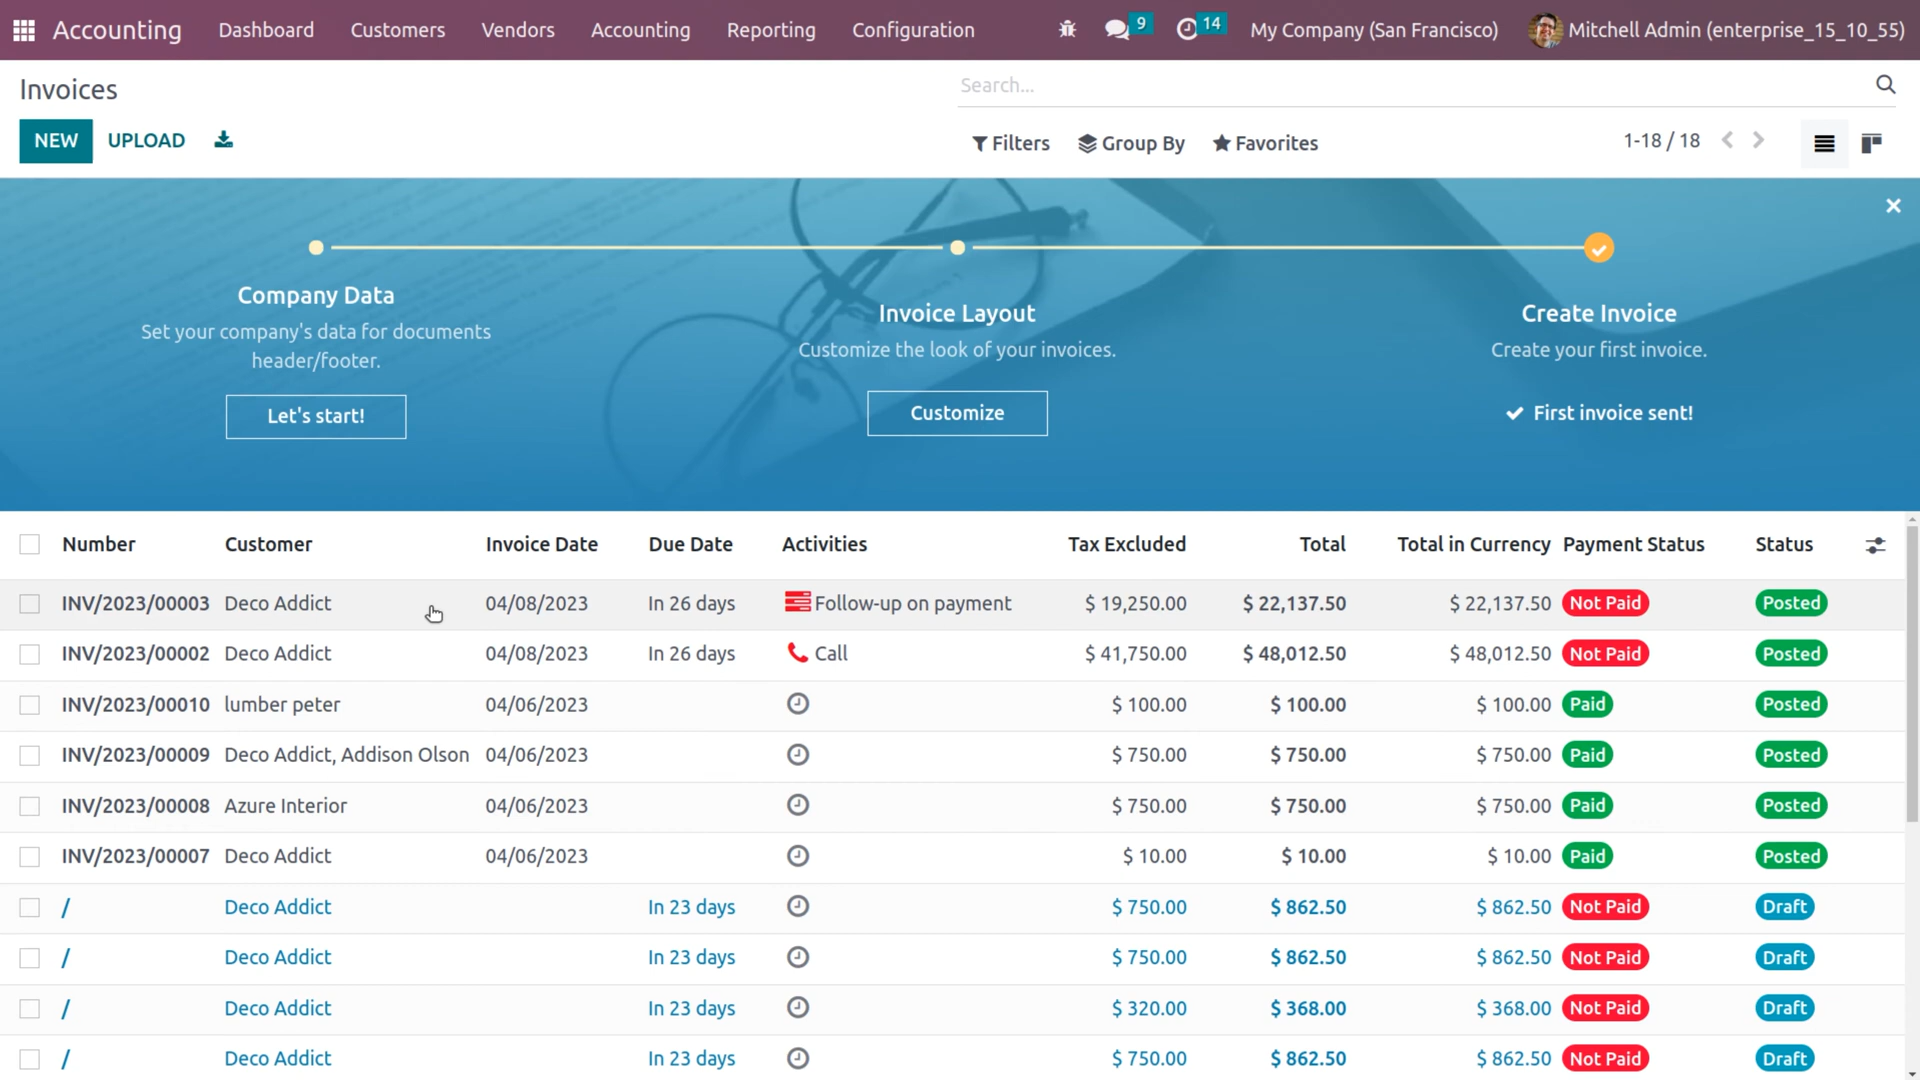 Accounting Dashboard Customers Vendors Accounting Reporting Configuration 9 14 My Company (San Francisco) Mitchell Admin (enterprise_15_10_55)
Invoices Search...
NEW UPLOAD Filters Group By Favorites 1-18 / 18
Company Data
Set your company's data for documents
header/footer.
Let's start!
Invoice Layout
Customize the look of your invoices.
Customize
Create Invoice
Create your first invoice.
First invoice sent!
Number Customer Invoice Date Due Date Activities Tax Excluded Total Total in Currency Payment Status Status
INV/2023/00003 Deco Addict 04/08/2023 In 26 days Follow-up on payment $ 19,250.00 $ 22,137.50 $ 22,137.50 Not Paid Posted
INV/2023/00002 Deco Addict 04/08/2023 In 26 days Call $ 41,750.00 $ 48,012.50 $ 48,012.50 Not Paid Posted
INV/2023/00010 lumber peter 04/06/2023 $ 100.00 $ 100.00 $ 100.00 Paid Posted
INV/2023/00009 Deco Addict, Addison Olson 04/06/2023 $ 750.00 $ 750.00 $ 750.00 Paid Posted
INV/2023/00008 Azure Interior 04/06/2023 $ 750.00 $ 750.00 $ 750.00 Paid Posted
INV/2023/00007 Deco Addict 04/06/2023 $ 10.00 $ 10.00 $ 10.00 Paid Posted
/ Deco Addict In 23 days $ 750.00 $ 862.50 $ 862.50 Not Paid Draft
/ Deco Addict In 23 days $ 750.00 $ 862.50 $ 862.50 Not Paid Draft
/ Deco Addict In 23 days $ 320.00 $ 368.00 $ 368.00 Not Paid Draft
/ Deco Addict In 23 days $ 750.00 $ 862.50 $ 862.50 Not Paid Draft